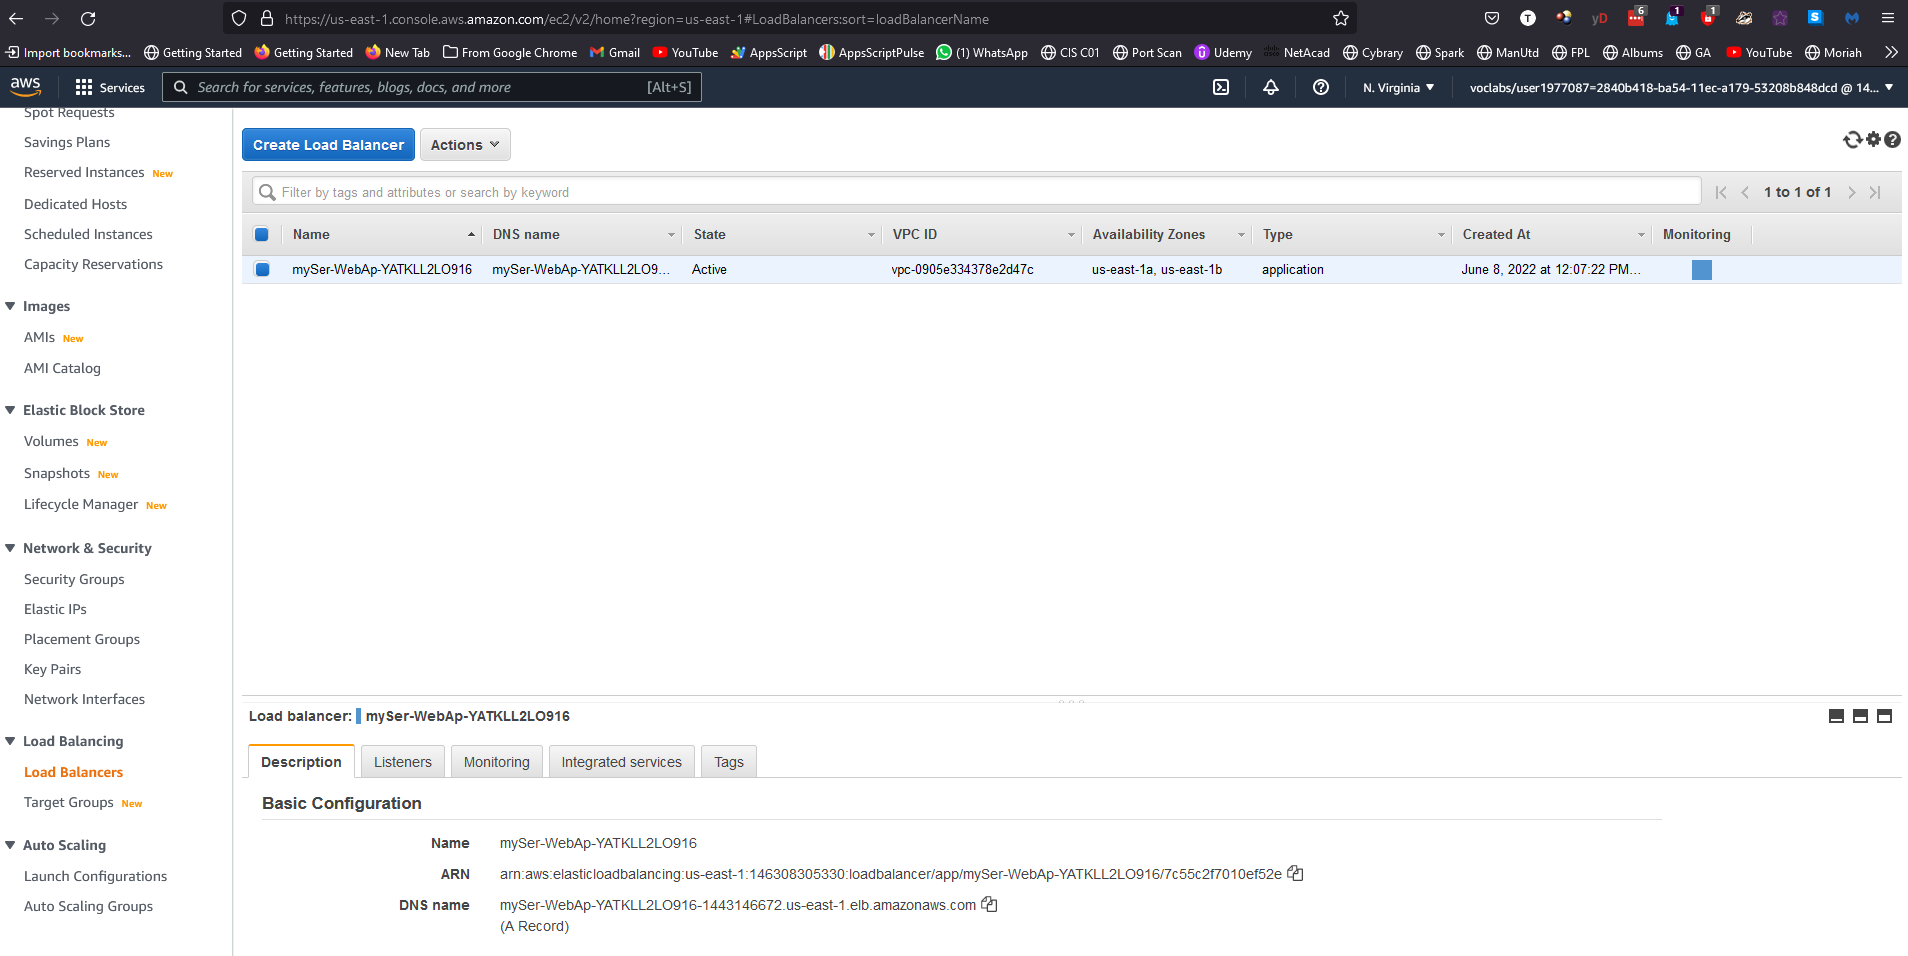 https://us-east-1.console.aws.amazon.com/ec2/v2/home?region=us-east-1#LoadBalancers:sort=loadBalancerName
yD 6 1 1 T S
Import bookmarks... Getting Started Getting Started New Tab From Google Chrome Gmail YouTube AppsScript AppsScriptPulse (1) WhatsApp CIS C01 Port Scan Udemy NetAcad Cybrary Spark ManUtd FPL Albums GA YouTube Moriah
aws Services Search for services, features, blogs, docs, and more [Alt+S] N. Virginia voclabs/user1977087=2840b418-ba54-11ec-a179-53208b848dcd @ 14...
Spot Requests
Savings Plans
Reserved Instances New
Dedicated Hosts
Scheduled Instances
Capacity Reservations
Images
AMIs New
AMI Catalog
Elastic Block Store
Volumes New
Snapshots New
Lifecycle Manager New
Network & Security
Security Groups
Elastic IPs
Placement Groups
Key Pairs
Network Interfaces
Load Balancing
Load Balancers
Target Groups New
Auto Scaling
Launch Configurations
Auto Scaling Groups
Create Load Balancer Actions
Filter by tags and attributes or search by keyword 1 to 1 of 1
Name DNS name State VPC ID Availability Zones Type Created At Monitoring
mySer-WebAp-YATKLL2LO916 mySer-WebAp-YATKLL2LO9... Active vpc-0905e334378e2d47c us-east-1a, us-east-1b application June 8, 2022 at 12:07:22 PM...
Load balancer: mySer-WebAp-YATKLL2LO916
Description Listeners Monitoring Integrated services Tags
Basic Configuration
Name mySer-WebAp-YATKLL2LO916
ARN arn:aws:elasticloadbalancing:us-east-1:146308305330:loadbalancer/app/mySer-WebAp-YATKLL2LO916/7c55c2f7010ef52e
DNS name mySer-WebAp-YATKLL2LO916-1443146672.us-east-1.elb.amazonaws.com
(A Record)